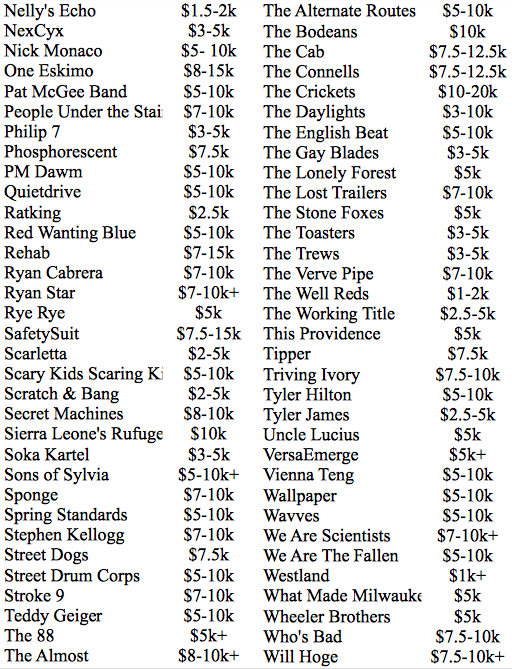 Nelly's Echo $1.5-2k
NexCyx $3-5k
Nick Monaco $5- 10k
One Eskimo $8-15k
Pat McGee Band $5-10k
People Under the Stai $7-10k
Philip 7 $3-5k
Phosphorescent $7.5k
PM Dawm $5-10k
Quietdrive $5-10k
Ratking $2.5k
Red Wanting Blue $5-10k
Rehab $7-15k
Ryan Cabrera $7-10k
Ryan Star $7-10k+
Rye Rye $5k
SafetySuit $7.5-15k
Scarletta $2-5k
Scary Kids Scaring Ki $5-10k
Scratch & Bang $2-5k
Secret Machines $8-10k
Sierra Leone's Rufuge $10k
Soka Kartel $3-5k
Sons of Sylvia $5-10k+
Sponge $7-10k
Spring Standards $5-10k
Stephen Kellogg $7-10k
Street Dogs $7.5k
Street Drum Corps $5-10k
Stroke 9 $7-10k
Teddy Geiger $5-10k
The 88 $5k+
The Almost $8-10k+
The Alternate Routes $5-10k
The Bodeans $10k
The Cab $7.5-12.5k
The Connells $7.5-12.5k
The Crickets $10-20k
The Daylights $3-10k
The English Beat $5-10k
The Gay Blades $3-5k
The Lonely Forest $5k
The Lost Trailers $7-10k
The Stone Foxes $5k
The Toasters $3-5k
The Trews $3-5k
The Verve Pipe $7-10k
The Well Reds $1-2k
The Working Title $2.5-5k
This Providence $5k
Tipper $7.5k
Triving Ivory $7.5-10k
Tyler Hilton $5-10k
Tyler James $2.5-5k
Uncle Lucius $5k
VersaEmerge $5k+
Vienna Teng $5-10k
Wallpaper $5-10k
Wavves $5-10k
We Are Scientists $7-10k+
We Are The Fallen $5-10k
Westland $1k+
What Made Milwauke $5k
Wheeler Brothers $5k
Who's Bad $7.5-10k
Will Hoge $7.5-10k+